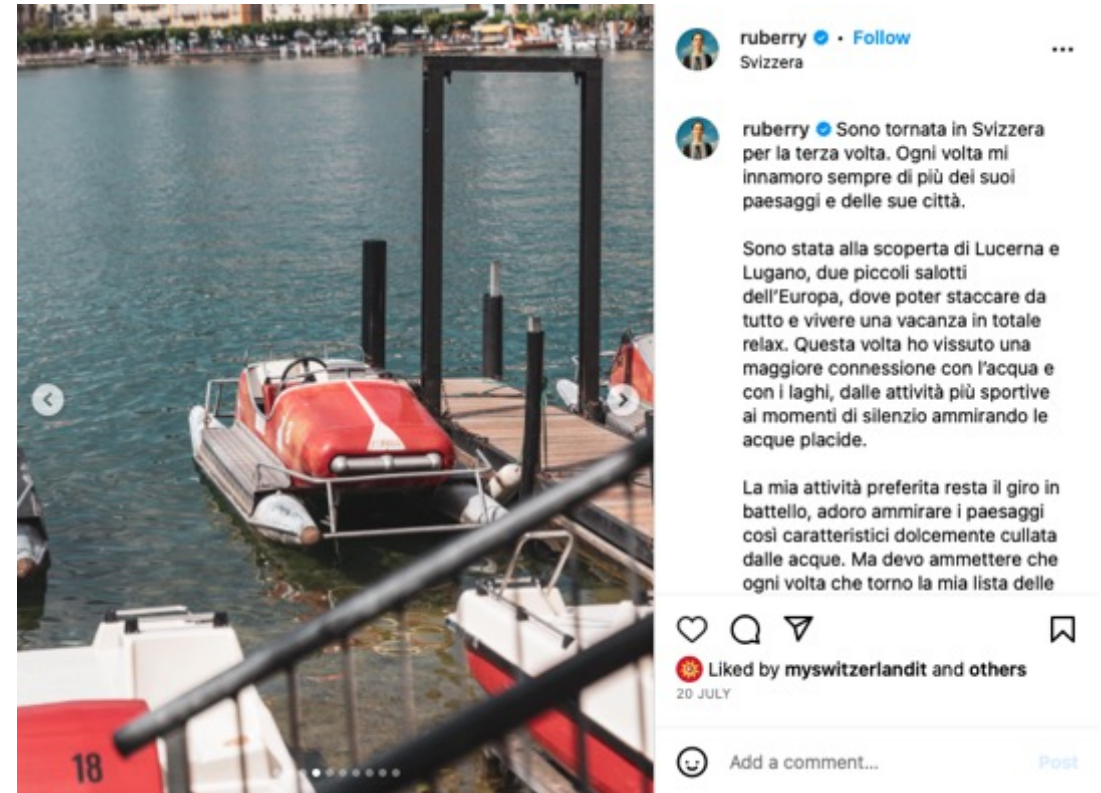 ruberry • Follow
Svizzera
ruberry Sono tornata in Svizzera
per la terza volta. Ogni volta mi
innamoro sempre di più dei suoi
paesaggi e delle sue città.
Sono stata alla scoperta di Lucerna e
Lugano, due piccoli salotti
dell'Europa, dove poter staccare da
tutto e vivere una vacanza in totale
relax. Questa volta ho vissuto una
maggiore connessione con l'acqua e
con i laghi, dalle attività più sportive
ai momenti di silenzio ammirando le
acque placide.
La mia attività preferita resta il giro in
battello, adoro ammirare i paesaggi
così caratteristici dolcemente cullata
dalle acque. Ma devo ammettere che
ogni volta che torno la mia lista delle
Liked by myswitzerlandit and others
20 JULY
Add a comment...
Post
18